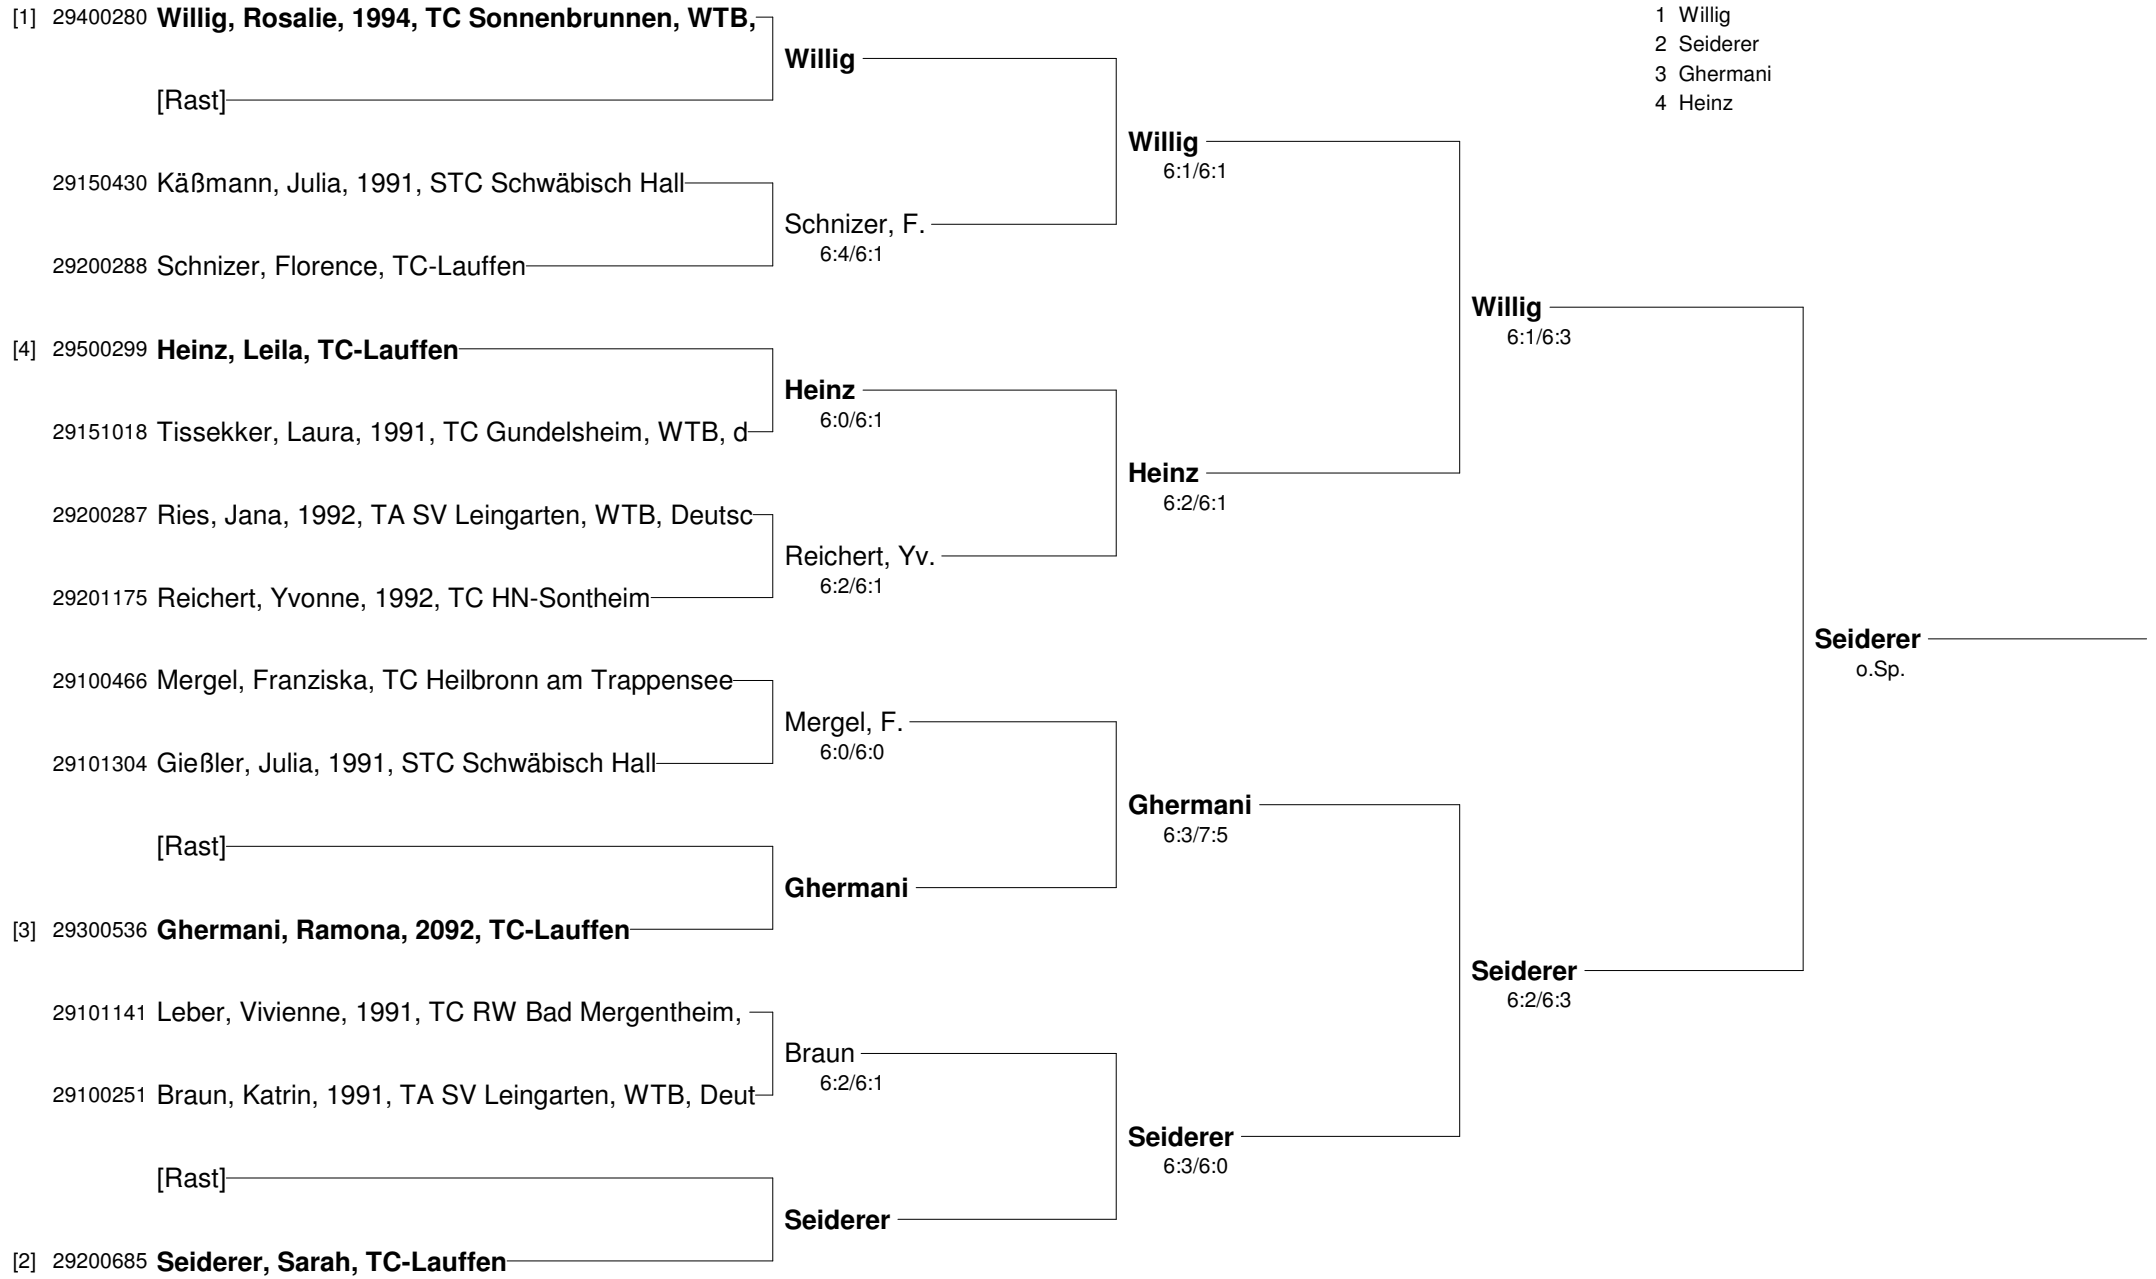 [1] 29400280 Willig, Rosalie, 1994, TC Sonnenbrunnen, WTB,
[Rast]
29150430 Käßmann, Julia, 1991, STC Schwäbisch Hall
29200288 Schnizer, Florence, TC-Lauffen
[4] 29500299 Heinz, Leila, TC-Lauffen
29151018 Tissekker, Laura, 1991, TC Gundelsheim, WTB, d
29200287 Ries, Jana, 1992, TA SV Leingarten, WTB, Deutsc
29201175 Reichert, Yvonne, 1992, TC HN-Sontheim
29100466 Mergel, Franziska, TC Heilbronn am Trappensee
29101304 Gießler, Julia, 1991, STC Schwäbisch Hall
[Rast]
[3] 29300536 Ghermani, Ramona, 2092, TC-Lauffen
29101141 Leber, Vivienne, 1991, TC RW Bad Mergentheim,
29100251 Braun, Katrin, 1991, TA SV Leingarten, WTB, Deut
[Rast]
[2] 29200685 Seiderer, Sarah, TC-Lauffen
Willig
Schnizer, F.
6:4/6:1
Heinz
6:0/6:1
Reichert, Yv.
6:2/6:1
Mergel, F.
6:0/6:0
Ghermani
Braun
6:2/6:1
Seiderer
Willig
6:1/6:1
Heinz
6:2/6:1
Ghermani
6:3/7:5
Seiderer
6:3/6:0
Willig
6:1/6:3
Seiderer
6:2/6:3
Seiderer
o.Sp.
1 Willig
2 Seiderer
3 Ghermani
4 Heinz